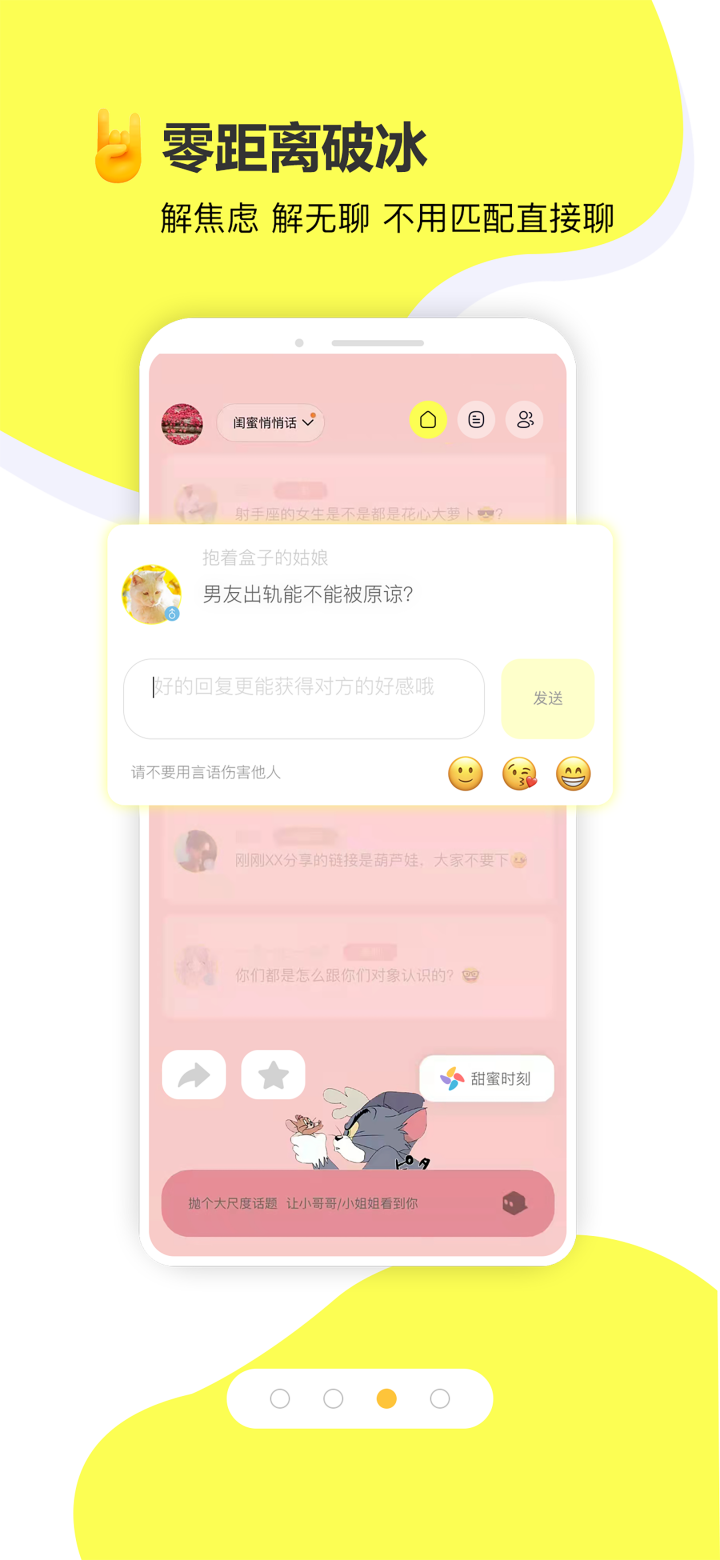 零距离破冰
解焦虑 解无聊 不用匹配直接聊
闺蜜悄悄话
射手座的女生是不是都是花心大萝卜😎?
抱着盒子的姑娘
男友出轨能不能被原谅?
好的回复更能获得对方的好感哦
发送
请不要用言语伤害他人
刚刚XX分享的链接是葫芦娃，大家不要下
你们都是怎么跟你们对象认识的? 🤓
甜蜜时刻
抛个大尺度话题 让小哥哥/小姐姐看到你